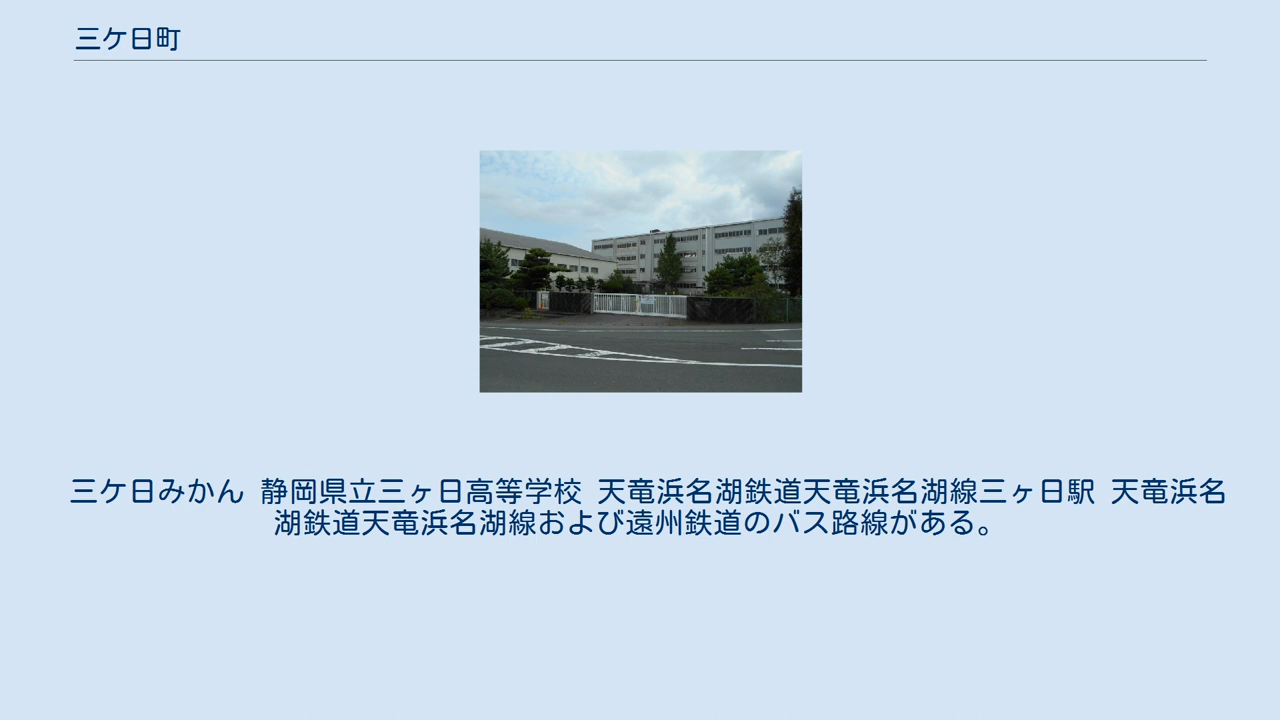 三ケ日町
三ケ日みかん 静岡県立三ヶ日高等学校 天竜浜名湖鉄道天竜浜名湖線三ヶ日駅 天竜浜名
湖鉄道天竜浜名湖線および遠州鉄道のバス路線がある。